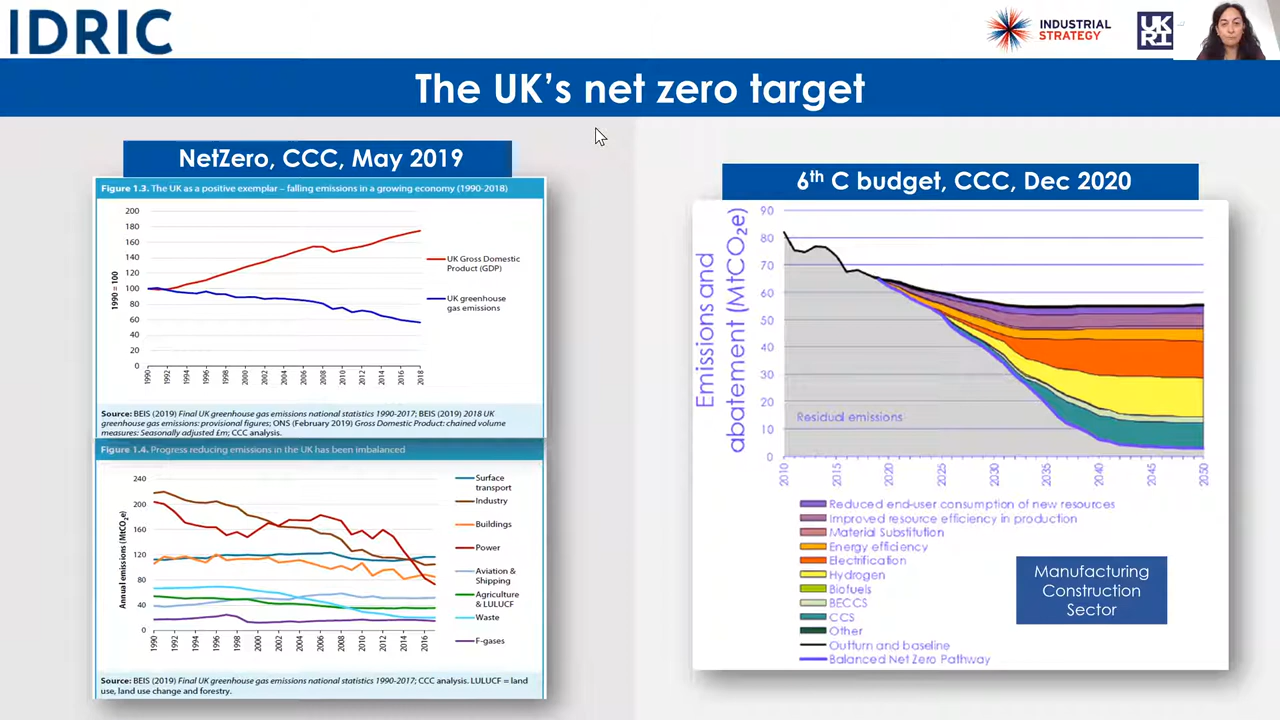 IDRIC
INDUSTRIAL
STRATEGY
UK
RI
The UK's net zero target
NetZero, CCC, May 2019
Figure 1.3. The UK as a positive exemplar – falling emissions in a growing economy (1990-2018)
200
180
160
140
120
100
80
60
40
20
0
1990 = 100
1990
1992
1994
1996
1998
2000
2002
2004
2006
2008
2010
2012
2014
2016
2018
UK Gross Domestic
Product (GDP)
UK greenhouse
gas emissions
Source: BEIS (2019) Final UK greenhouse gas emissions national statistics 1990-2017; BEIS (2019) 2018 UK
greenhouse gas emissions: provisional figures; ONS (February 2019) Gross Domestic Product: chained volume
measures: Seasonally adjusted £m; CCC analysis.
Figure 1.4. Progress reducing emissions in the UK has been imbalanced
240
200
160
120
80
40
0
Annual emissions (MtCO₂e)
1990
1992
1994
1996
1998
2000
2002
2004
2006
2008
2010
2012
2014
2016
Surface
transport
Industry
Buildings
Power
Aviation &
Shipping
Agriculture
& LULUCF
Waste
F-gases
Source: BEIS (2019) Final UK greenhouse gas emissions national statistics 1990-2017; CCC analysis. LULUCF = land
use, land use change and forestry.
6th C budget, CCC, Dec 2020
Emissions and
abatement (MtCO₂e)
90
80
70
60
50
40
30
20
10
0
Residual emissions
2010
2015
2020
2025
2030
2035
2040
2045
2050
Reduced end-user consumption of new resources
Improved resource efficiency in production
Material Substitution
Energy efficiency
Electrification
Hydrogen
Biofuels
BECCS
CCS
Other
Outturn and baseline
Balanced Net Zero Pathway
Manufacturing
Construction
Sector